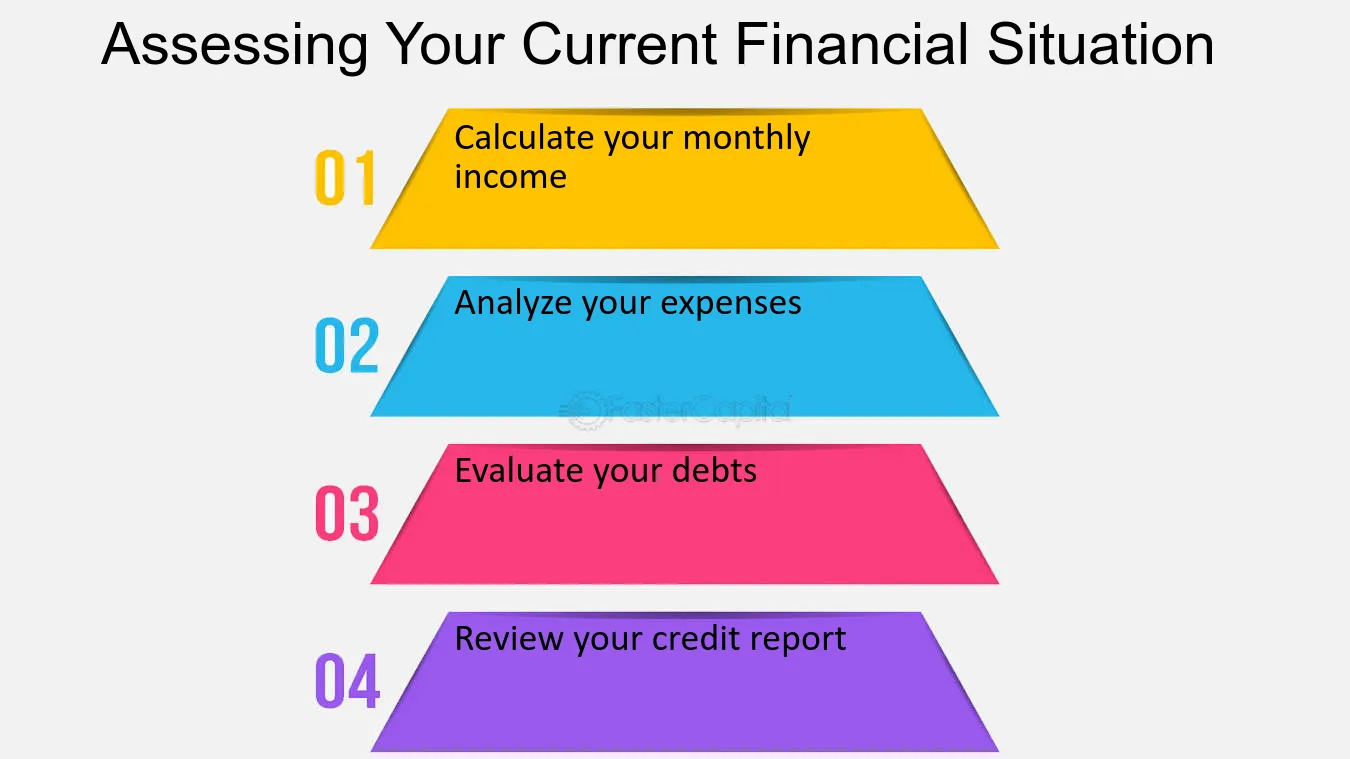 Assessing Your Current Financial Situation
01
Calculate your monthly
income
02
Analyze your expenses
FasterCapital
03
Evaluate your debts
04
Review your credit report